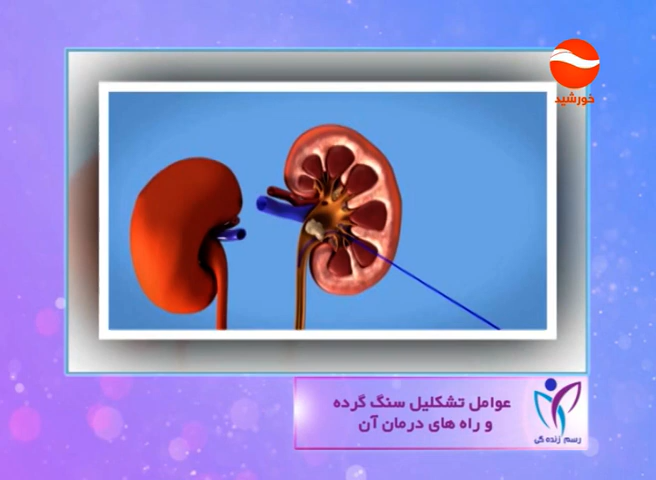 خورشید
عوامل تشکلیل سنگ گرده
و راه های درمان آن
رسم زنده گی